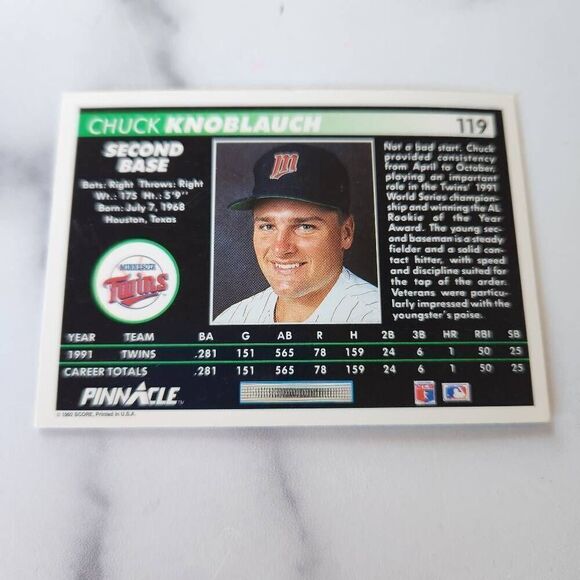 CHUCK KNOBLAUCH 119
SECOND
BASE
Bats: Right Throws: Right
Wt.: 175 Ht.: 5'9"
Born: July 7, 1968
Houston, Texas
MINNESOTA
Twins
M
Not a bad start. Chuck
provided consistency
from April to October,
playing an important
role in the Twins' 1991
World Series champion-
ship and winning the AL
Rookie of the Year
Award. The young sec-
ond baseman is a steady
fielder and a solid con-
tact hitter, with speed
and discipline suited for
the top of the order.
Veterans were particu-
larly impressed with the
youngster's poise.
YEAR TEAM BA G AB R H 2B 3B HR RBI SB
1991 TWINS .281 151 565 78 159 24 6 1 50 25
CAREER TOTALS .281 151 565 78 159 24 6 1 50 25
PINNACLE™
© 1992 SCORE, Printed in U.S.A.